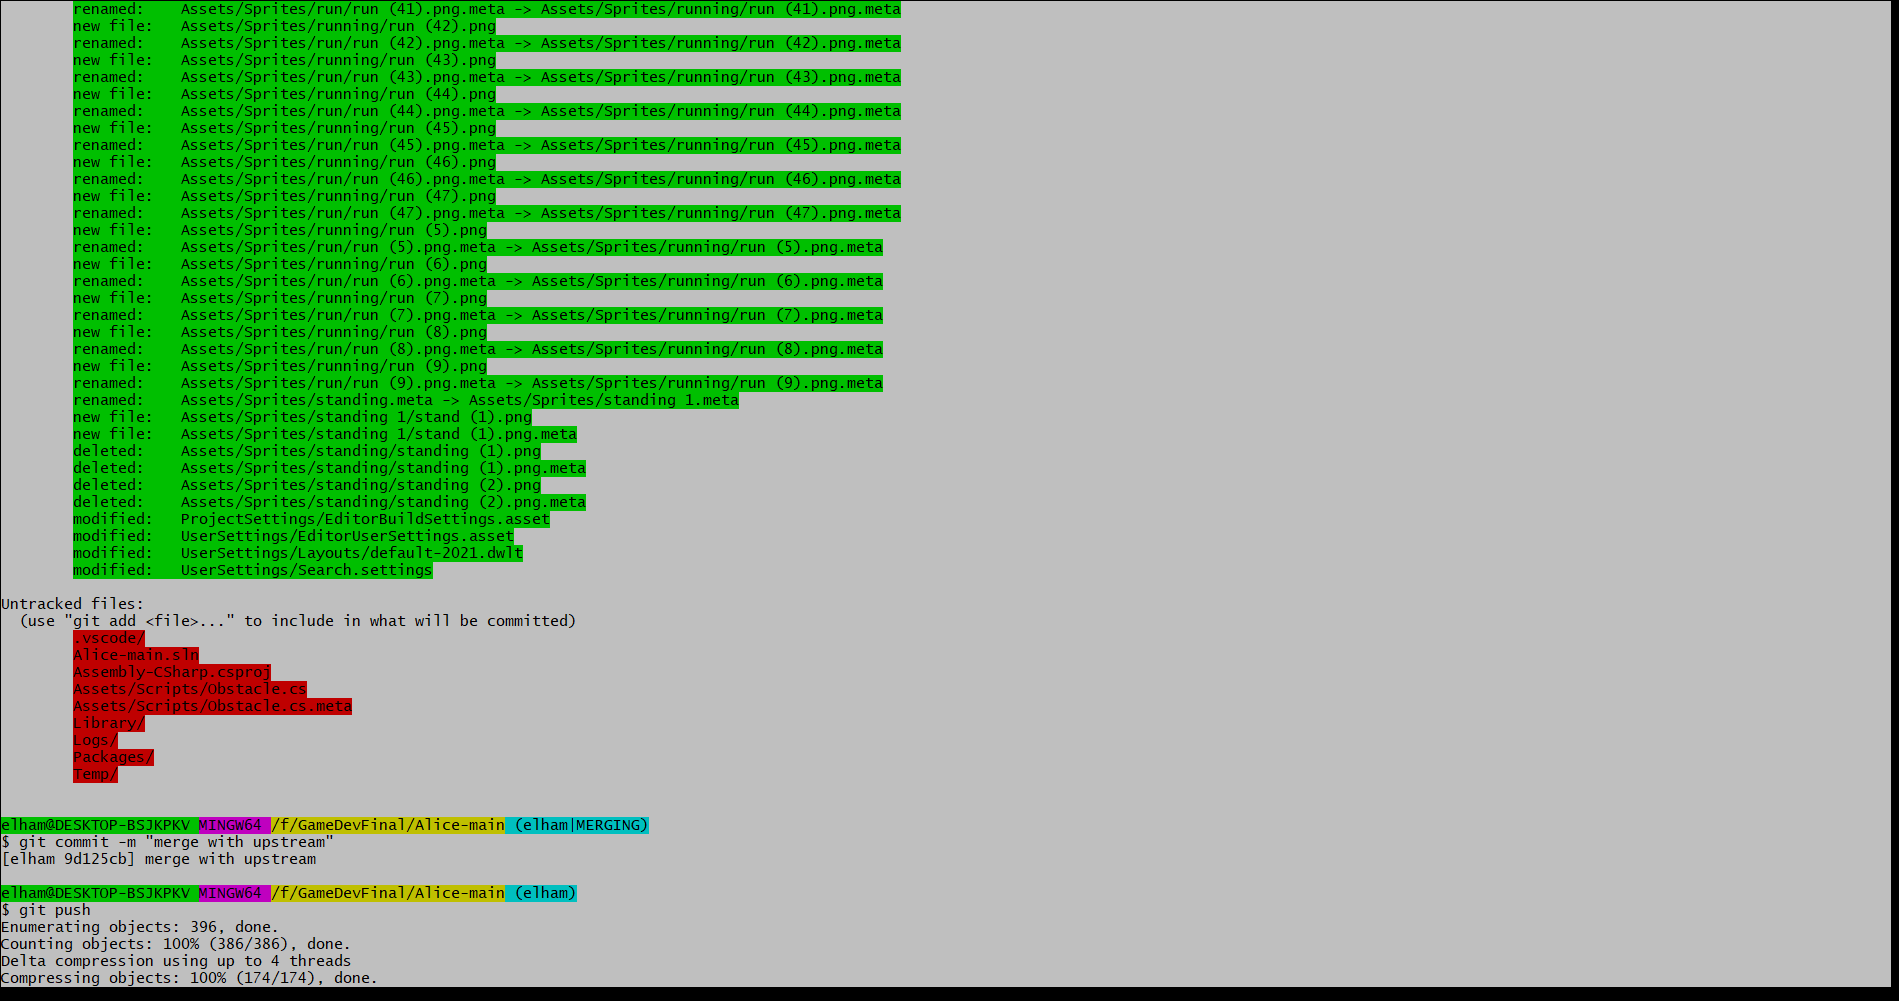 renamed:    Assets/Sprites/run/run (41).png.meta -> Assets/Sprites/running/run (41).png.meta
new file:   Assets/Sprites/running/run (42).png
renamed:    Assets/Sprites/run/run (42).png.meta -> Assets/Sprites/running/run (42).png.meta
new file:   Assets/Sprites/running/run (43).png
renamed:    Assets/Sprites/run/run (43).png.meta -> Assets/Sprites/running/run (43).png.meta
new file:   Assets/Sprites/running/run (44).png
renamed:    Assets/Sprites/run/run (44).png.meta -> Assets/Sprites/running/run (44).png.meta
new file:   Assets/Sprites/running/run (45).png
renamed:    Assets/Sprites/run/run (45).png.meta -> Assets/Sprites/running/run (45).png.meta
new file:   Assets/Sprites/running/run (46).png
renamed:    Assets/Sprites/run/run (46).png.meta -> Assets/Sprites/running/run (46).png.meta
new file:   Assets/Sprites/running/run (47).png
renamed:    Assets/Sprites/run/run (47).png.meta -> Assets/Sprites/running/run (47).png.meta
new file:   Assets/Sprites/running/run (5).png
renamed:    Assets/Sprites/run/run (5).png.meta -> Assets/Sprites/running/run (5).png.meta
new file:   Assets/Sprites/running/run (6).png
renamed:    Assets/Sprites/run/run (6).png.meta -> Assets/Sprites/running/run (6).png.meta
new file:   Assets/Sprites/running/run (7).png
renamed:    Assets/Sprites/run/run (7).png.meta -> Assets/Sprites/running/run (7).png.meta
new file:   Assets/Sprites/running/run (8).png
renamed:    Assets/Sprites/run/run (8).png.meta -> Assets/Sprites/running/run (8).png.meta
new file:   Assets/Sprites/running/run (9).png
renamed:    Assets/Sprites/run/run (9).png.meta -> Assets/Sprites/running/run (9).png.meta
renamed:    Assets/Sprites/standing.meta -> Assets/Sprites/standing 1.meta
new file:   Assets/Sprites/standing 1/stand (1).png
new file:   Assets/Sprites/standing 1/stand (1).png.meta
deleted:    Assets/Sprites/standing/standing (1).png
deleted:    Assets/Sprites/standing/standing (1).png.meta
deleted:    Assets/Sprites/standing/standing (2).png
deleted:    Assets/Sprites/standing/standing (2).png.meta
modified:   ProjectSettings/EditorBuildSettings.asset
modified:   UserSettings/EditorUserSettings.asset
modified:   UserSettings/Layouts/default-2021.dwlt
modified:   UserSettings/Search.settings
Untracked files:
(use "git add <file>..." to include in what will be committed)
.vscode/
Alice-main.sln
Assembly-CSharp.csproj
Assets/Scripts/Obstacle.cs
Assets/Scripts/Obstacle.cs.meta
Library/
Logs/
Packages/
Temp/
elham@DESKTOP-BSJKPKV MINGW64 /f/GameDevFinal/Alice-main (elham|MERGING)
$ git commit -m "merge with upstream"
[elham 9d125cb] merge with upstream
elham@DESKTOP-BSJKPKV MINGW64 /f/GameDevFinal/Alice-main (elham)
$ git push
Enumerating objects: 396, done.
Counting objects: 100% (386/386), done.
Delta compression using up to 4 threads
Compressing objects: 100% (174/174), done.